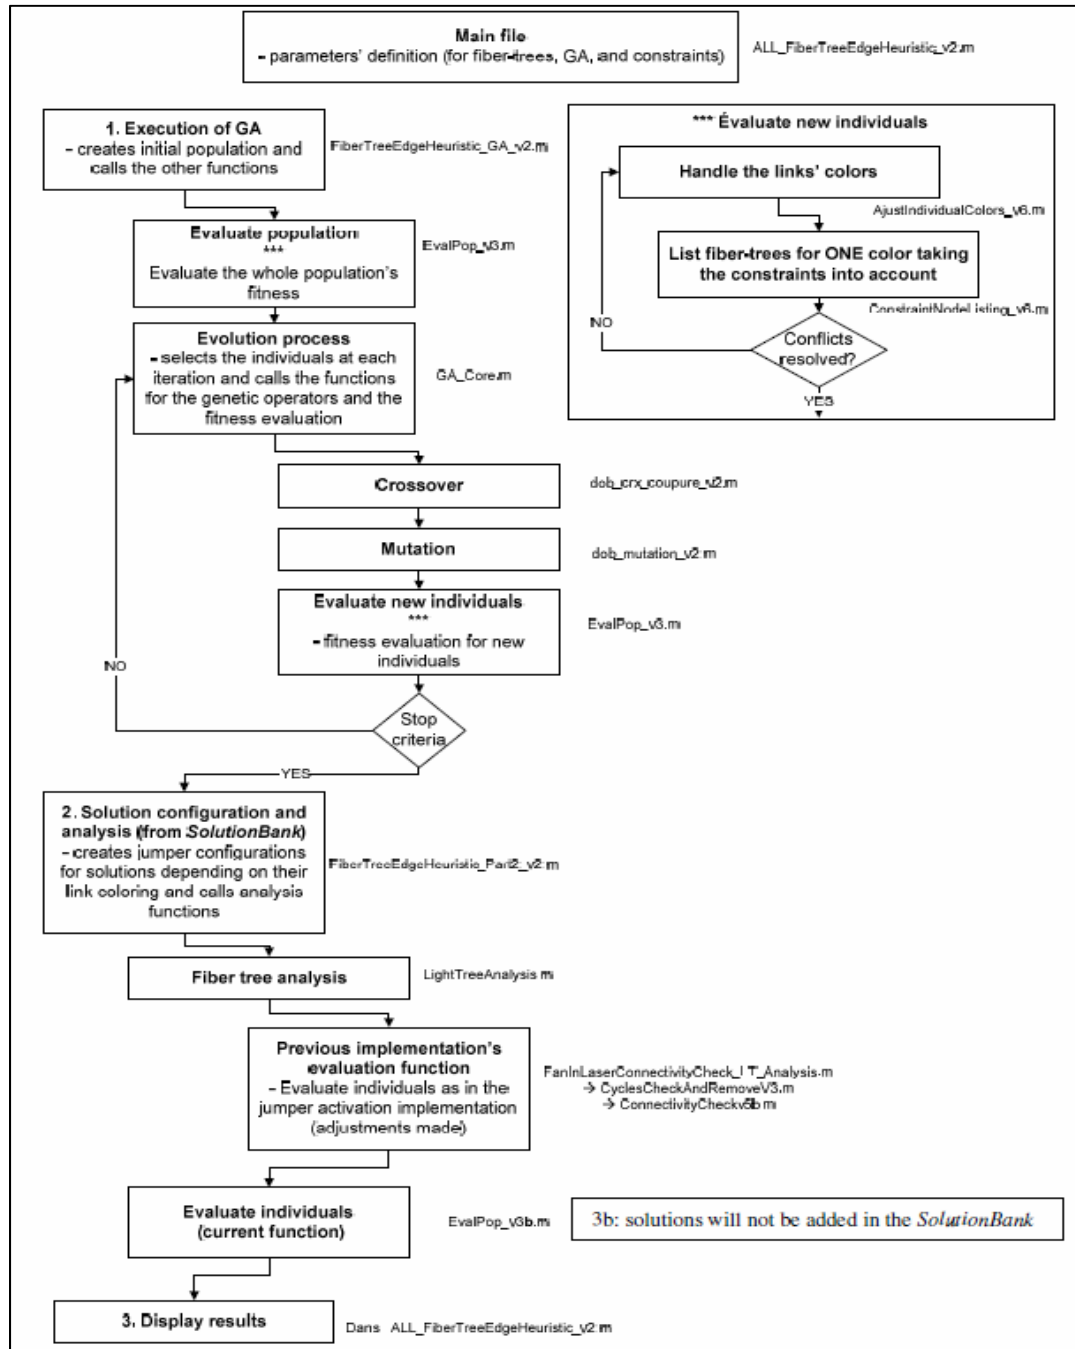 Main file
– parameters' definition (for fiber-trees, GA, and constraints)
ALL_FiberTreeEdgeHeuristic_v2.m
1. Execution of GA
– creates initial population and
calls the other functions
FiberTreeEdgeHeuristic_GA_v2.m
Evaluate population
***
Evaluate the whole population's
fitness
EvalPop_v3.m
Evolution process
– selects the individuals at each
iteration and calls the functions
for the genetic operators and the
fitness evaluation
GA_Core.m
*** Évaluate new individuals
Handle the links' colors
AjustIndividualColors_v6.m
List fiber-trees for ONE color taking
the constraints into account
ConstraintNodeListing_v6.m
NO
Conflicts
resolved?
YES
Crossover
dob_crx_coupure_v2.m
Mutation
dob_mutation_v2.m
Evaluate new individuals
***
– fitness evaluation for new
individuals
EvalPop_v3.m
NO
Stop
criteria
YES
2. Solution configuration and
analysis (from SolutionBank)
– creates jumper configurations
for solutions depending on their
link coloring and calls analysis
functions
FiberTreeEdgeHeuristic_Part2_v2.m
Fiber tree analysis
LightTreeAnalysis.m
Previous implementation's
evaluation function
– Evaluate individuals as in the
jumper activation implementation
(adjustments made)
FanInLaserConnectivityCheck_LT_Analysis.m
→ CyclesCheckAndRemoveV3.m
→ ConnectivityCheckv5b.m
Evaluate individuals
(current function)
EvalPop_v3b.m
3b: solutions will not be added in the SolutionBank
3. Display results
Dans ALL_FiberTreeEdgeHeuristic_v2.m